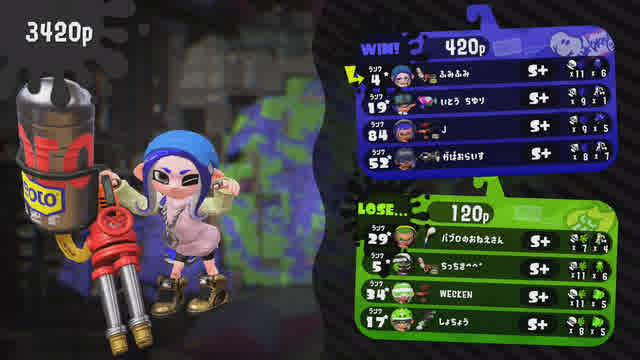 3420p
WIN!
420p
ランク
4
ふみふみ
S+
x11 x6
ランク
19
いとう ちゆり
S+
x9 x1
ランク
84
J
S+
x9 x5
ランク
52
S+
x8 x7
LOSE...
120p
ランク
29
パブロのおねえさん
S+
x7 x4
ランク
5
ちっちき^^"
S+
x11 x6
ランク
34
WECKEN
S+
x11 x5
ランク
17
しょちょう
S+
x8 x5